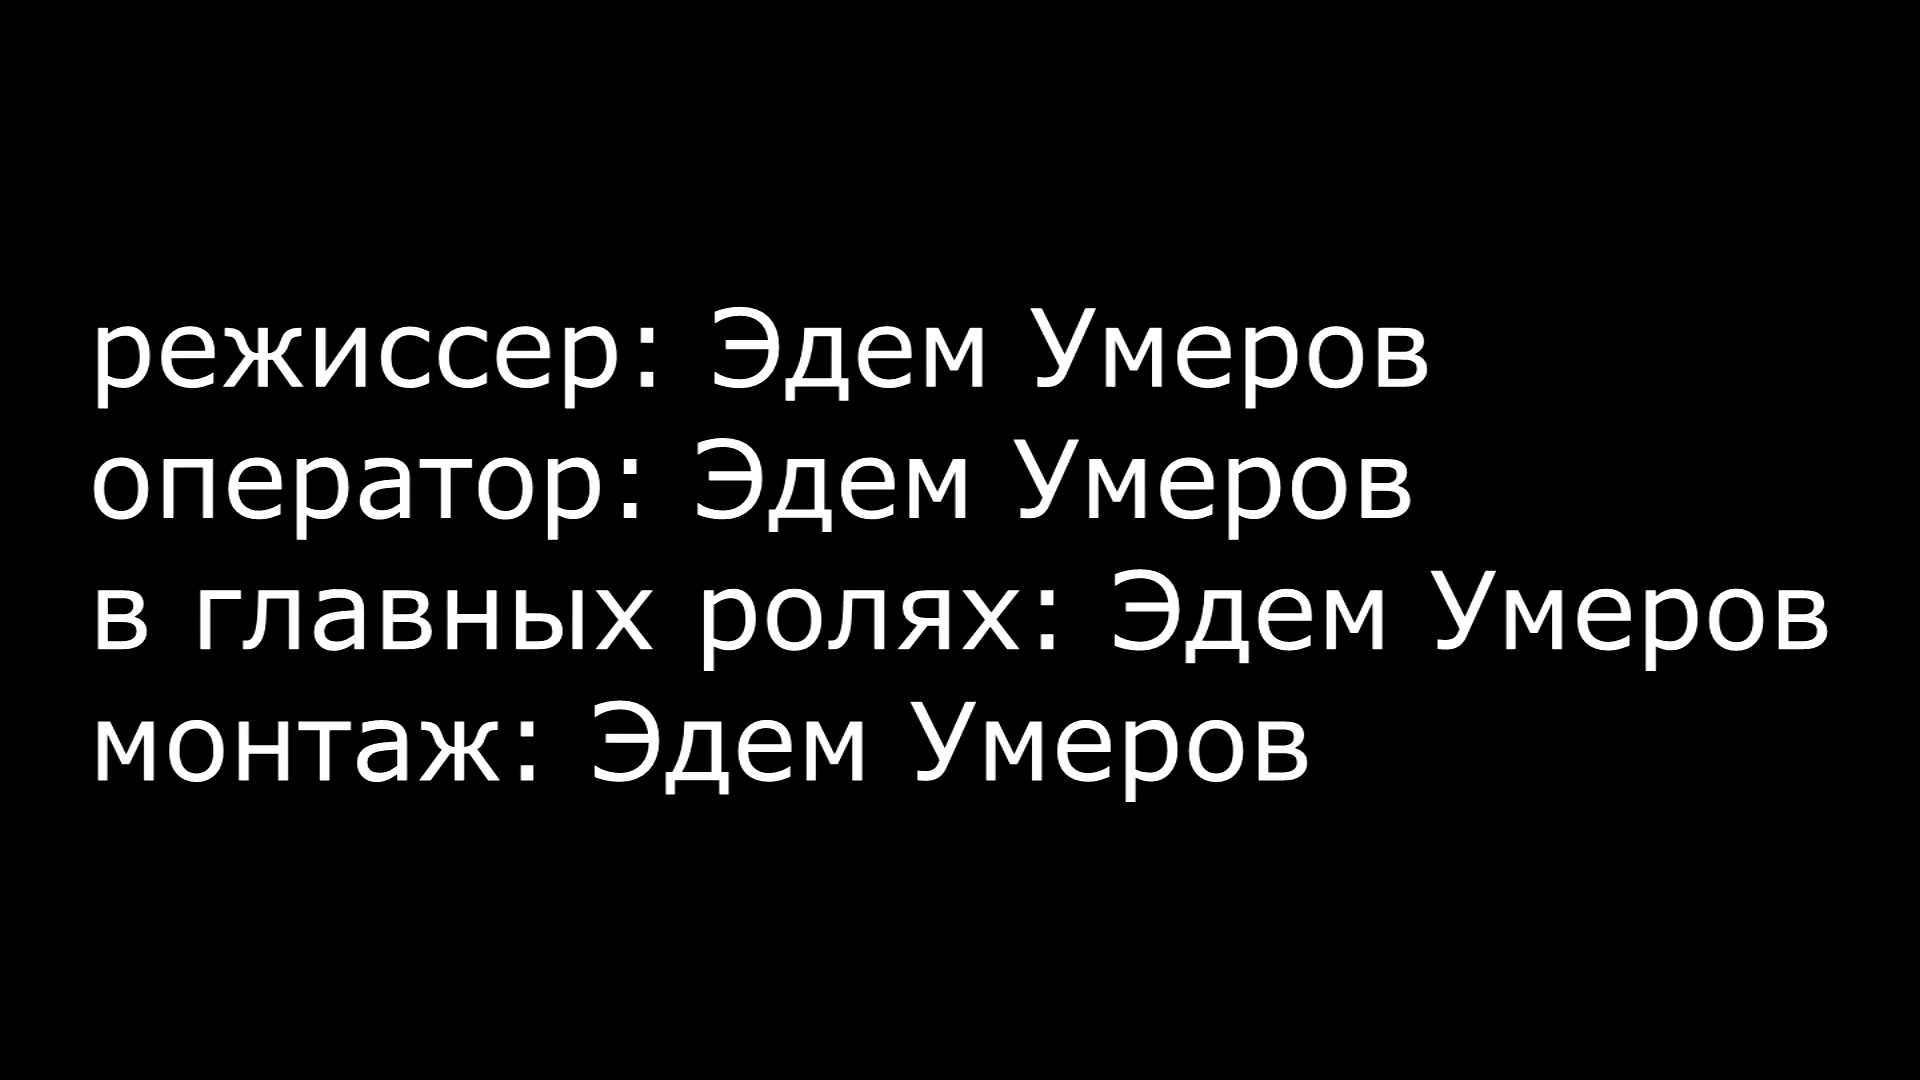 режиссер: Эдем Умеров
оператор: Эдем Умеров
в главных ролях: Эдем Умеров
монтаж: Эдем Умеров